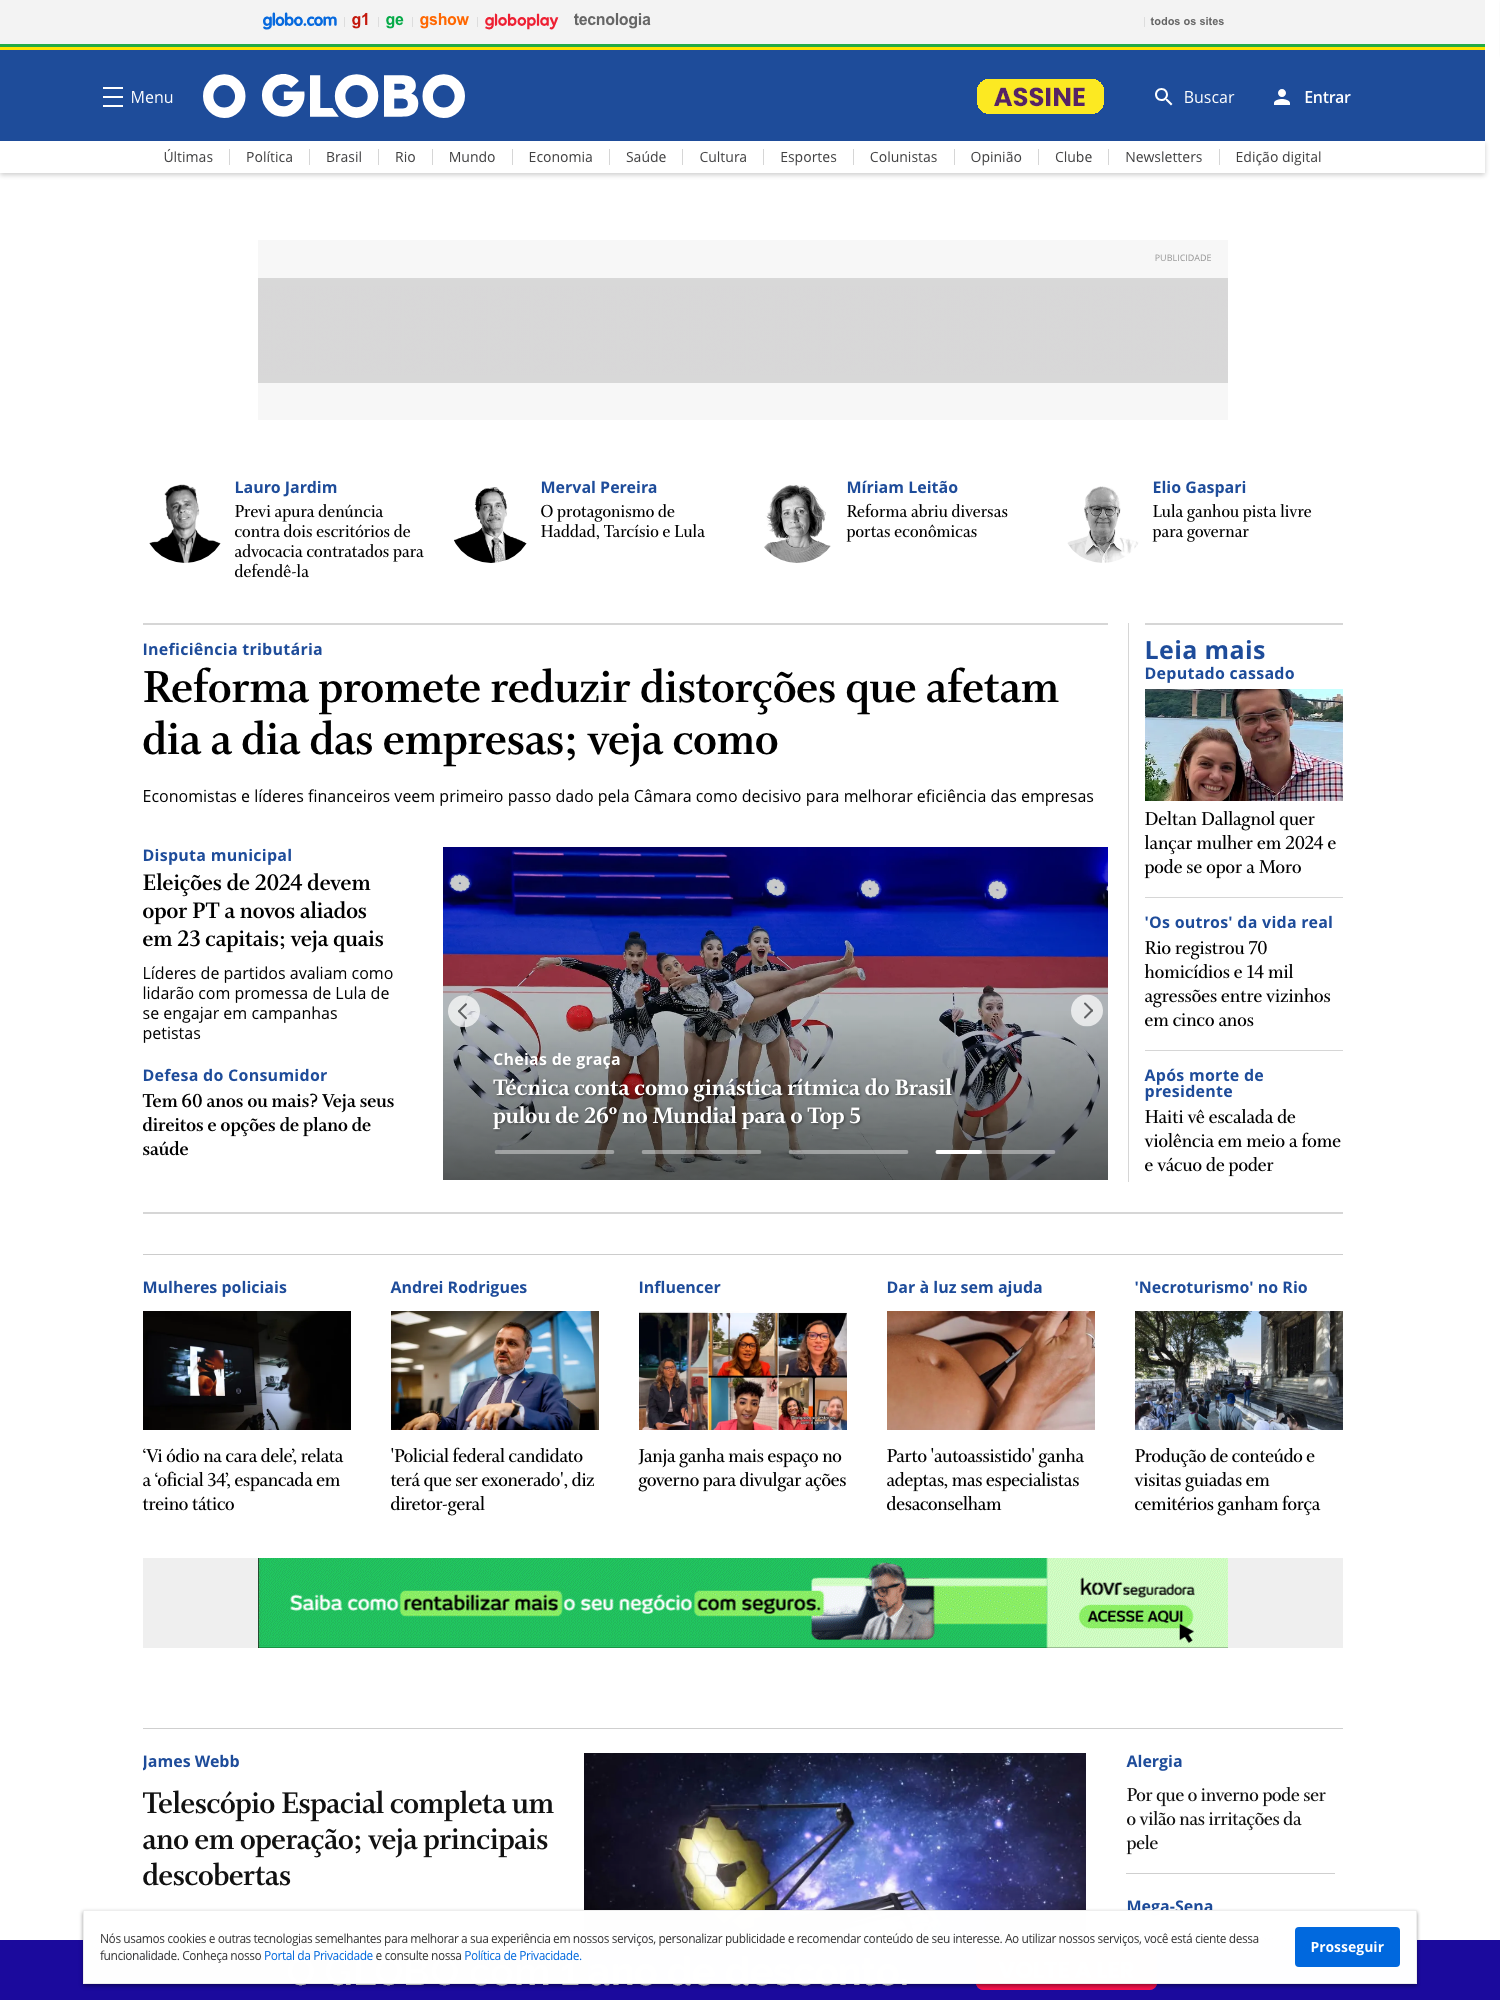 globo.com g1 ge gshow globoplay tecnologia todos os sites
Menu O GLOBO ASSINE Buscar Entrar
Últimas Política Brasil Rio Mundo Economia Saúde Cultura Esportes Colunistas Opinião Clube Newsletters Edição digital
PUBLICIDADE
Lauro Jardim
Previ apura denúncia
contra dois escritórios de
advocacia contratados para
defendê-la
Merval Pereira
O protagonismo de
Haddad, Tarcísio e Lula
Míriam Leitão
Reforma abriu diversas
portas econômicas
Elio Gaspari
Lula ganhou pista livre
para governar
Ineficiência tributária
Reforma promete reduzir distorções que afetam
dia a dia das empresas; veja como
Economistas e líderes financeiros veem primeiro passo dado pela Câmara como decisivo para melhorar eficiência das empresas
Disputa municipal
Eleições de 2024 devem
opor PT a novos aliados
em 23 capitais; veja quais
Líderes de partidos avaliam como
lidarão com promessa de Lula de
se engajar em campanhas
petistas
Defesa do Consumidor
Tem 60 anos ou mais? Veja seus
direitos e opções de plano de
saúde
Cheias de graça
Técnica conta como ginástica rítmica do Brasil
pulou de 26º no Mundial para o Top 5
Leia mais
Deputado cassado
Deltan Dallagnol quer
lançar mulher em 2024 e
pode se opor a Moro
'Os outros' da vida real
Rio registrou 70
homicídios e 14 mil
agressões entre vizinhos
em cinco anos
Após morte de
presidente
Haiti vê escalada de
violência em meio a fome
e vácuo de poder
Mulheres policiais
‘Vi ódio na cara dele’, relata
a ‘oficial 34’, espancada em
treino tático
Andrei Rodrigues
'Policial federal candidato
terá que ser exonerado', diz
diretor-geral
Influencer
Janja ganha mais espaço no
governo para divulgar ações
Dar à luz sem ajuda
Parto 'autoassistido' ganha
adeptas, mas especialistas
desaconselham
'Necroturismo' no Rio
Produção de conteúdo e
visitas guiadas em
cemitérios ganham força
Saiba como rentabilizar mais o seu negócio com seguros.
kovr seguradora
ACESSE AQUI
James Webb
Telescópio Espacial completa um
ano em operação; veja principais
descobertas
Alergia
Por que o inverno pode ser
o vilão nas irritações da
pele
Mega-Sena
Nós usamos cookies e outras tecnologias semelhantes para melhorar a sua experiência em nossos serviços, personalizar publicidade e recomendar conteúdo de seu interesse. Ao utilizar nossos serviços, você está ciente dessa
funcionalidade. Conheça nosso Portal da Privacidade e consulte nossa Política de Privacidade.
Prosseguir